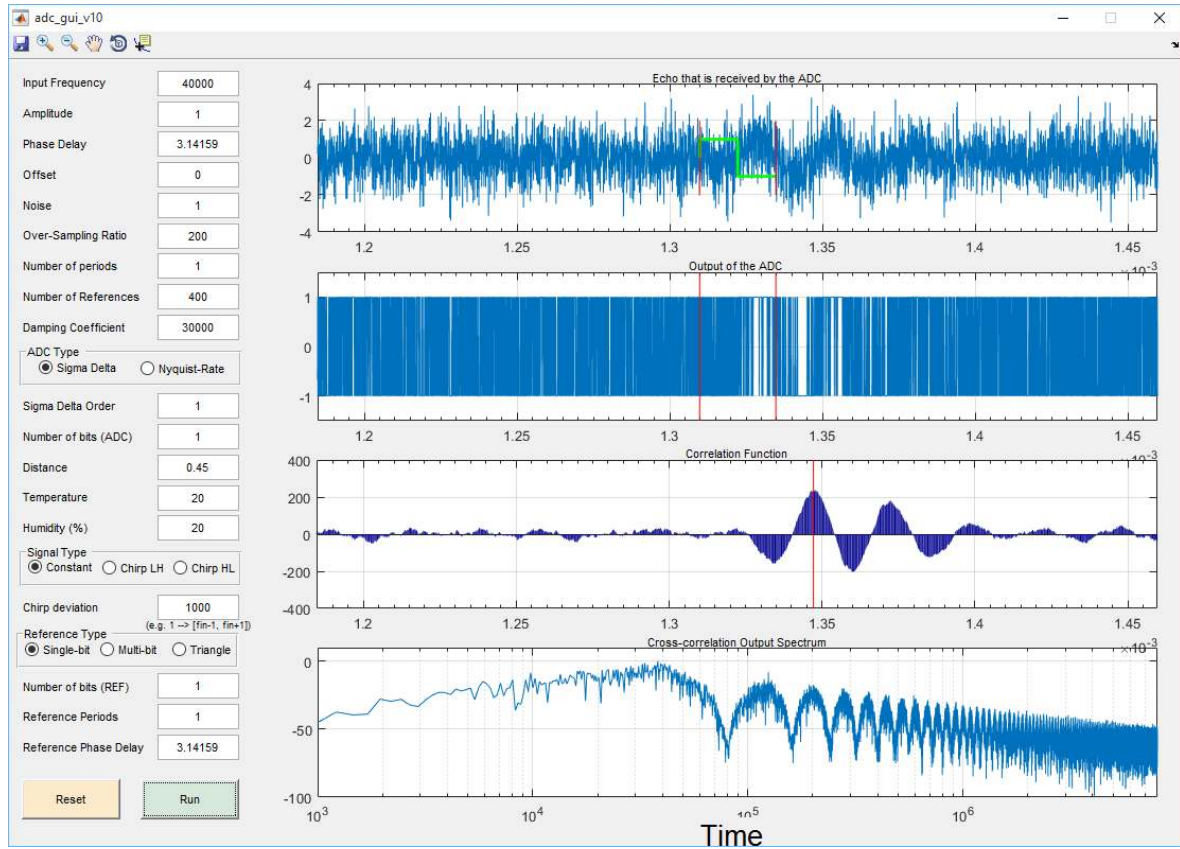 adc_gui_v10
Input Frequency 40000
Amplitude 1
Phase Delay 3.14159
Offset 0
Noise 1
Over-Sampling Ratio 200
Number of periods 1
Number of References 400
Damping Coefficient 30000
ADC Type
Sigma Delta Nyquist-Rate
Sigma Delta Order 1
Number of bits (ADC) 1
Distance 0.45
Temperature 20
Humidity (%) 20
Signal Type
Constant Chirp LH Chirp HL
Chirp deviation 1000
(e.g. 1 --> [fin-1, fin+1])
Reference Type
Single-bit Multi-bit Triangle
Number of bits (REF) 1
Reference Periods 1
Reference Phase Delay 3.14159
Reset Run
Echo that is received by the ADC
4
2
0
-2
-4
1.2 1.25 1.3 1.35 1.4 1.45
Output of the ADC
1
0
-1
1.2 1.25 1.3 1.35 1.4 1.45
Correlation Function
400
200
0
-200
-400
1.2 1.25 1.3 1.35 1.4 1.45
Cross-correlation Output Spectrum
0
-50
-100
10³ 10⁴ 10⁵ 10⁶
Time